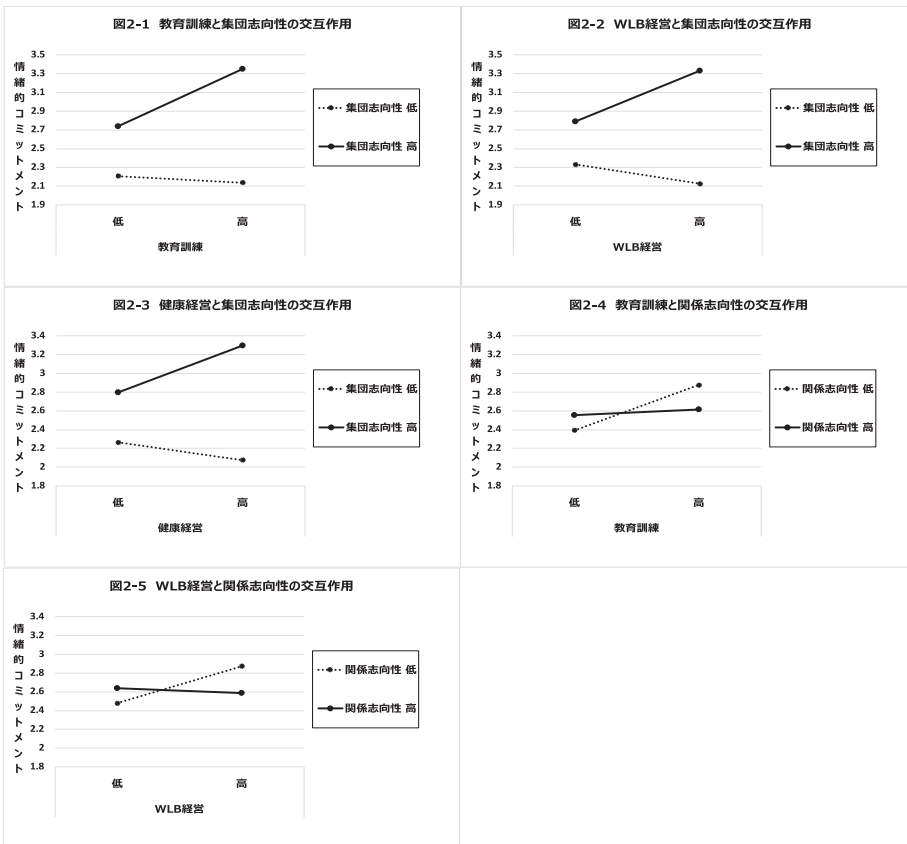 図2-1 教育訓練と集団志向性の交互作用
情緒的コミットメント
3.5
3.3
3.1
2.9
2.7
2.5
2.3
2.1
1.9
低
高
教育訓練
集団志向性 低
集団志向性 高
図2-2 WLB経営と集団志向性の交互作用
情緒的コミットメント
3.5
3.3
3.1
2.9
2.7
2.5
2.3
2.1
1.9
低
高
WLB経営
集団志向性 低
集団志向性 高
図2-3 健康経営と集団志向性の交互作用
情緒的コミットメント
3.4
3.2
3
2.8
2.6
2.4
2.2
2
1.8
低
高
健康経営
集団志向性 低
集団志向性 高
図2-4 教育訓練と関係志向性の交互作用
情緒的コミットメント
3.4
3.2
3
2.8
2.6
2.4
2.2
2
1.8
低
高
教育訓練
関係志向性 低
関係志向性 高
図2-5 WLB経営と関係志向性の交互作用
情緒的コミットメント
3.4
3.2
3
2.8
2.6
2.4
2.2
2
1.8
低
高
WLB経営
関係志向性 低
関係志向性 高